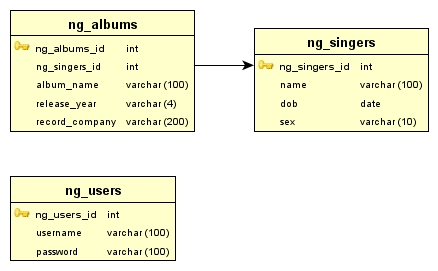 ng_albums
ng_albums_id int
ng_singers_id int
album_name varchar (100)
release_year varchar (4)
record_company varchar (200)
ng_singers
ng_singers_id int
name varchar (100)
dob date
sex varchar (10)
ng_users
ng_users_id int
username varchar (100)
password varchar (100)